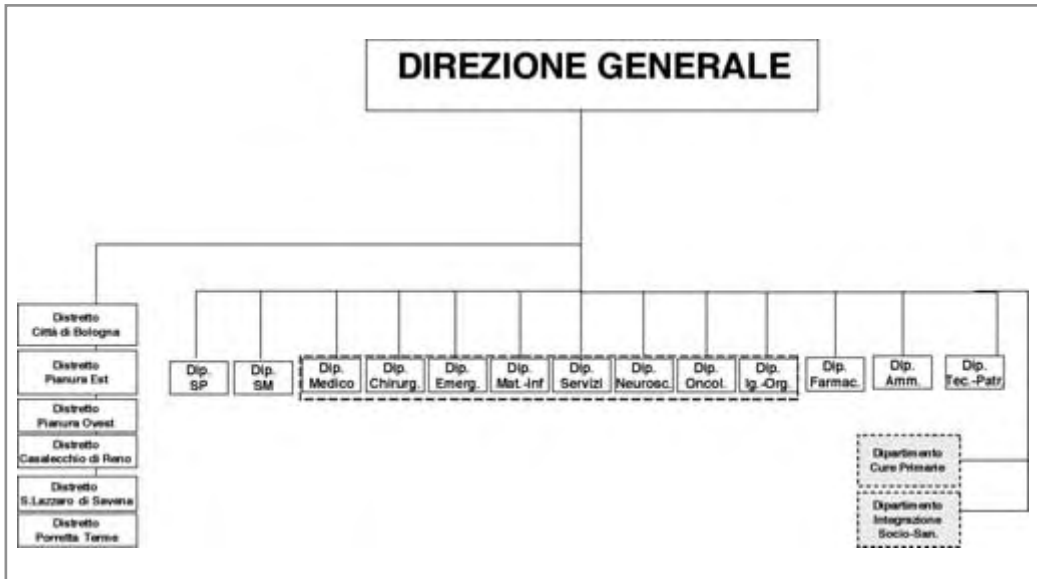 DIREZIONE GENERALE
Distretto
Città di Bologna
Distretto
Pianura Est
Distretto
Pianura Ovest
Distretto
Casalecchio di Reno
Distretto
S.Lazzaro di Savena
Distretto
Porretta Terme
Dip.
SP
Dip.
SM
Dip.
Medico
Dip.
Chirurg.
Dip.
Emerg.
Dip.
Mat.-Inf
Dip.
Servizi
Dip.
Neurosc.
Dip.
Oncol.
Dip.
Ig.-Org.
Dip.
Farmac.
Dip.
Amm.
Dip.
Tec.-Patr.
Dipartimento
Cure Primarie
Dipartimento
Integrazione
Socio-San.